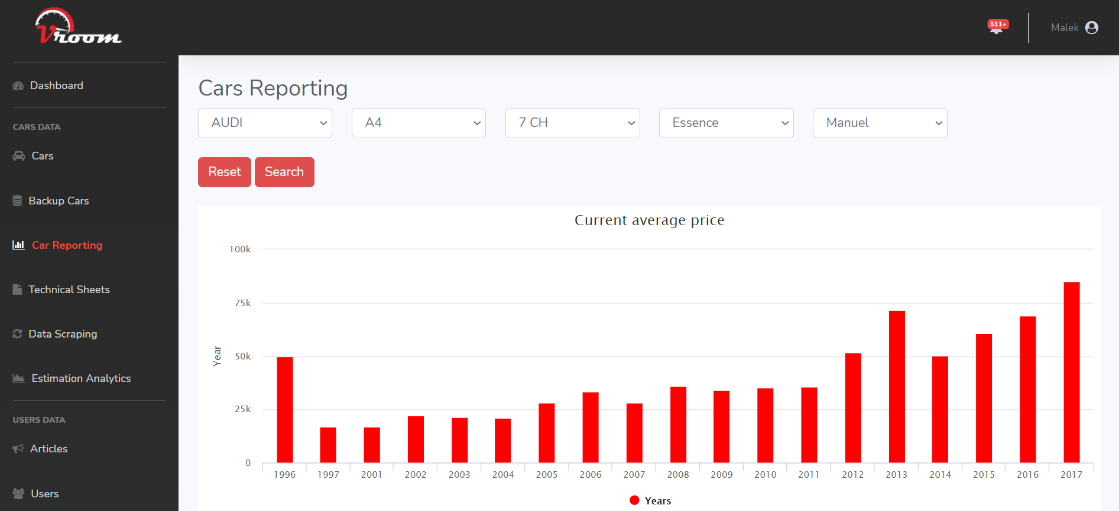 Vroom
511+
Malek
Dashboard
CARS DATA
Cars
Backup Cars
Car Reporting
Technical Sheets
Data Scraping
Estimation Analytics
USERS DATA
Articles
Users
Cars Reporting
AUDI A4 7 CH Essence Manuel
Reset Search
Current average price
100k
75k
50k
25k
0
Year
1996 1997 2001 2002 2003 2004 2005 2006 2007 2008 2009 2010 2011 2012 2013 2014 2015 2016 2017
Years